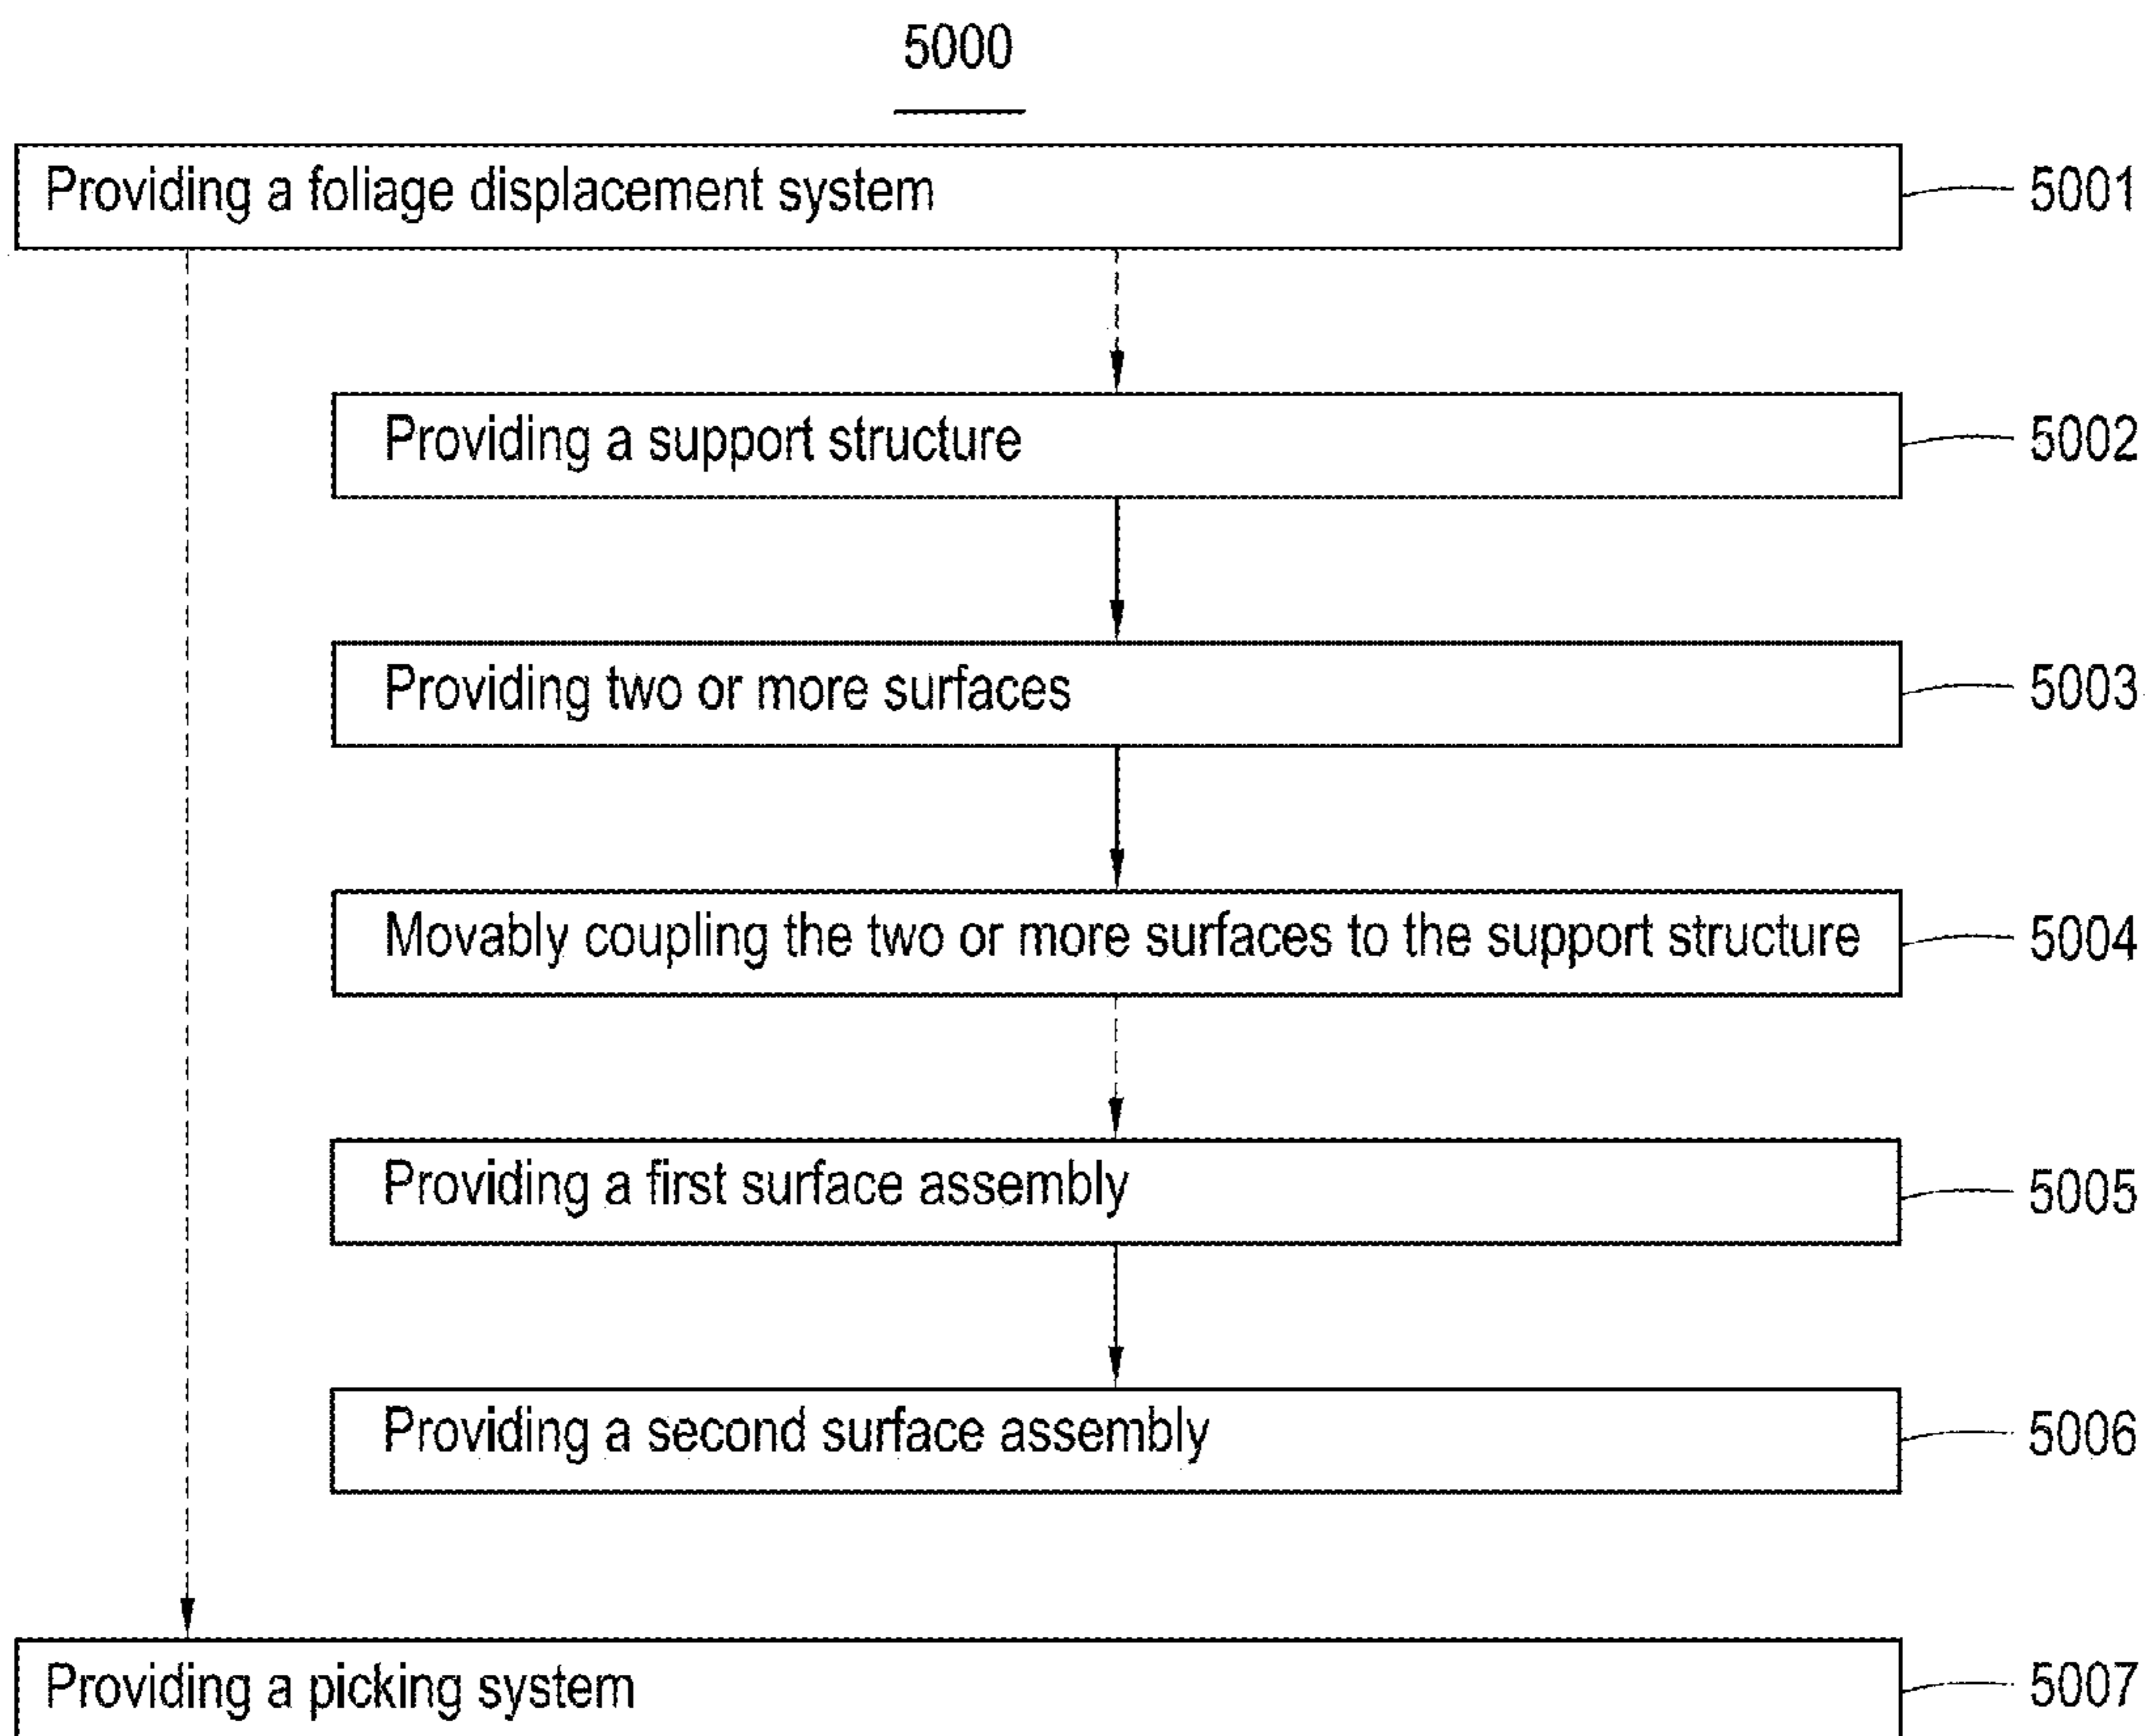 5000
Providing a foliage displacement system 5001
Providing a support structure 5002
Providing two or more surfaces 5003
Movably coupling the two or more surfaces to the support structure 5004
Providing a first surface assembly 5005
Providing a second surface assembly 5006
Providing a picking system 5007